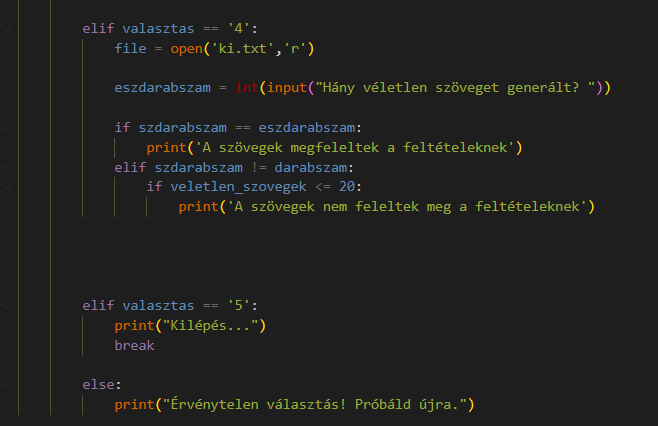 elif valasztas == '4':
file = open('ki.txt','r')
eszdarabszam = int(input("Hány véletlen szöveget generált? "))
if szdarabszam == eszdarabszam:
print('A szövegek megfeleltek a feltételeknek')
elif szdarabszam != darabszam:
if veletlen_szovegek <= 20:
print('A szövegek nem feleltek meg a feltételeknek')
elif valasztas == '5':
print("Kilépés...")
break
else:
print("Érvénytelen választás! Próbáld újra.")